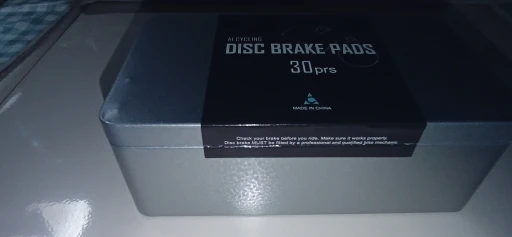 AI CYCLING
DISC BRAKE PADS
30prs
MADE IN CHINA
Check your brake before you ride. Make sure it works properly.
Disc brake MUST be fitted by a professional and qualified bike mechanic.